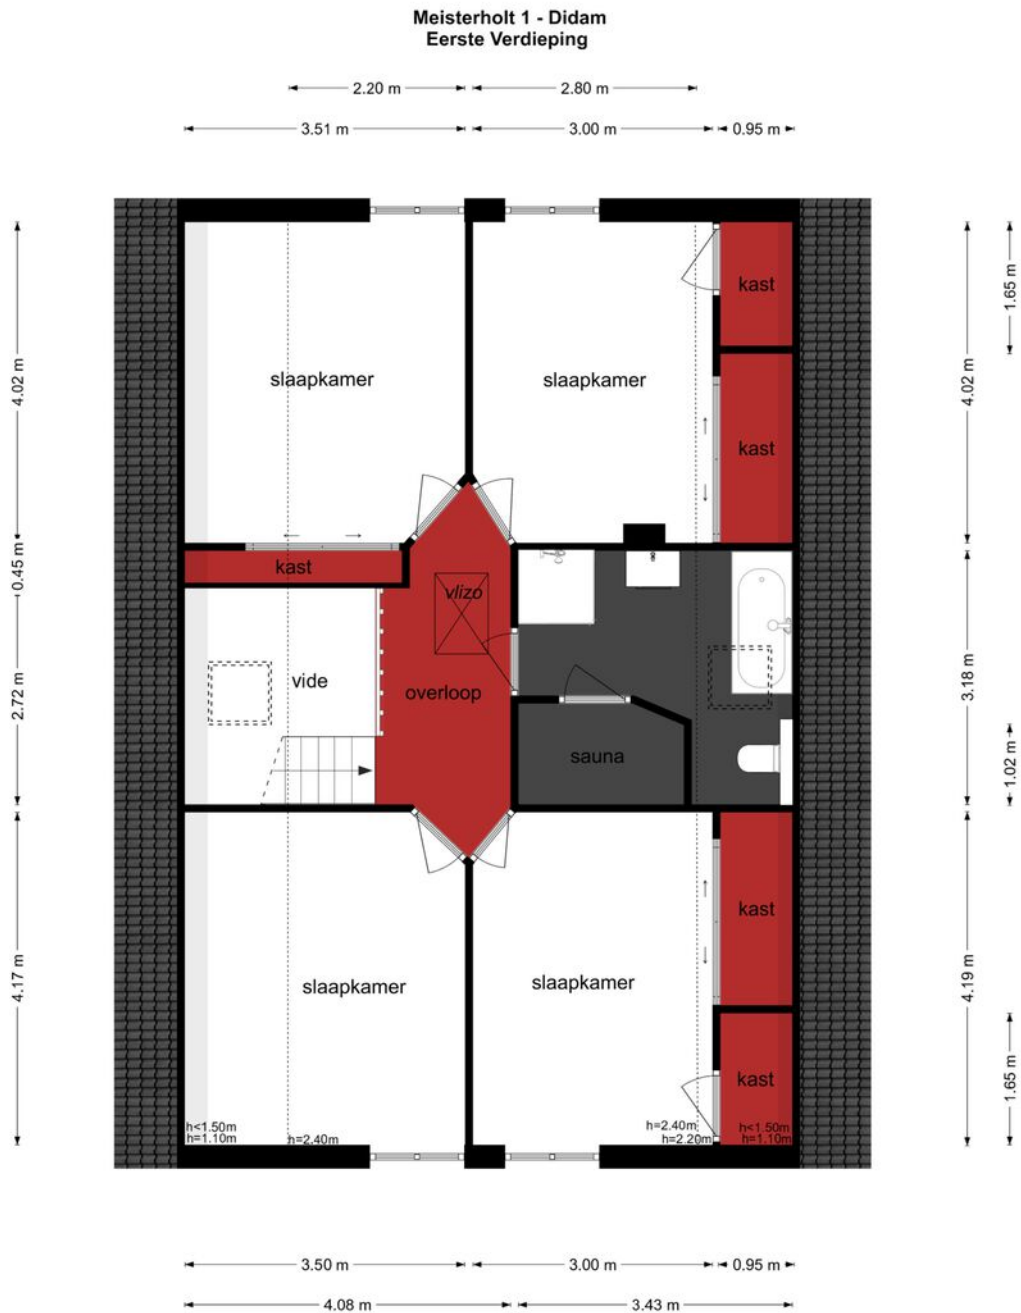 Meisterholt 1 - Didam
Eerste Verdieping
2.20 m
2.80 m
3.51 m
3.00 m
0.95 m
4.02 m
0.45 m
2.72 m
4.17 m
slaapkamer
slaapkamer
kast
kast
kast
vlizo
vide
overloop
sauna
slaapkamer
slaapkamer
kast
kast
h<1.50m
h=1.10m
h=2.40m
h=2.40m
h=2.20m
h<1.50m
h=1.10m
4.02 m
3.18 m
4.19 m
1.65 m
1.02 m
1.65 m
3.50 m
3.00 m
0.95 m
4.08 m
3.43 m